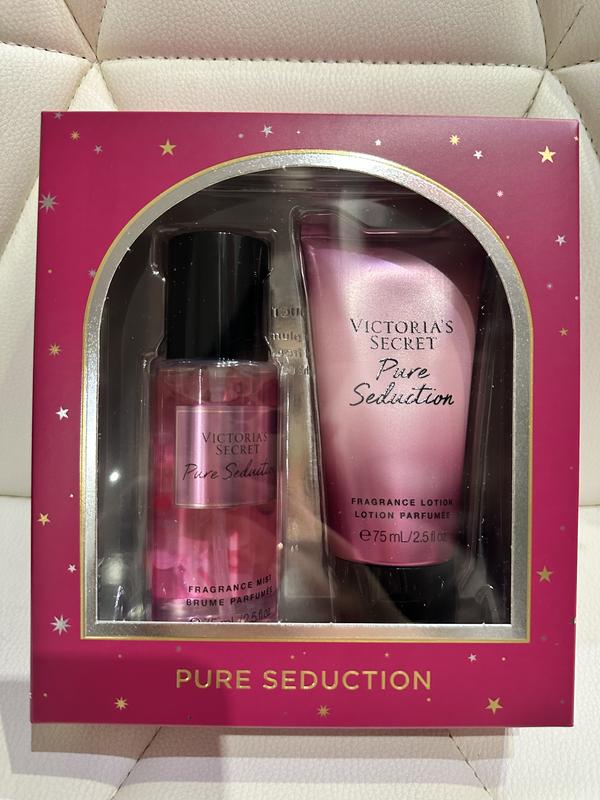 VICTORIA'S
SECRET
Pure Seduction
FRAGRANCE MIST
BRUME PARFUMÉE
VICTORIA'S
SECRET
Pure
Seduction
FRAGRANCE LOTION
LOTION PARFUMÉE
℮ 75 mL/2.5 fl oz
PURE SEDUCTION